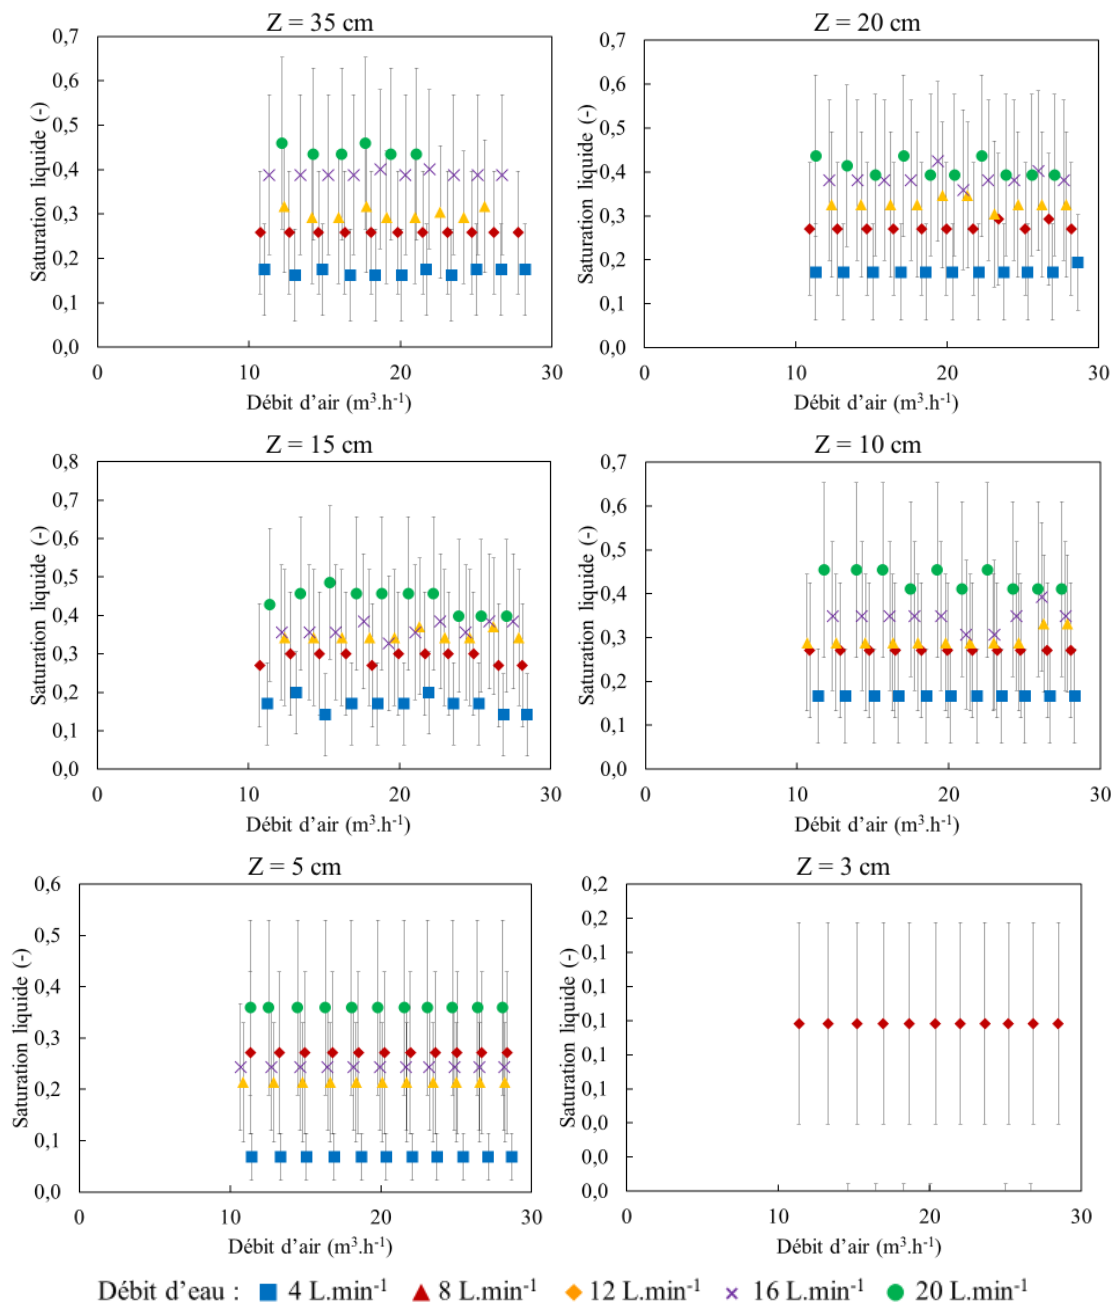 Z = 35 cm
Saturation liquide (-)
0,7
0,6
0,5
0,4
0,3
0,2
0,1
0,0
0 10 20 30
Débit d’air (m³.h⁻¹)
Z = 20 cm
Saturation liquide (-)
0,7
0,6
0,5
0,4
0,3
0,2
0,1
0,0
0 10 20 30
Débit d’air (m³.h⁻¹)
Z = 15 cm
Saturation liquide (-)
0,8
0,7
0,6
0,5
0,4
0,3
0,2
0,1
0,0
0 10 20 30
Débit d’air (m³.h⁻¹)
Z = 10 cm
Saturation liquide (-)
0,7
0,6
0,5
0,4
0,3
0,2
0,1
0,0
0 10 20 30
Débit d’air (m³.h⁻¹)
Z = 5 cm
Saturation liquide (-)
0,6
0,5
0,4
0,3
0,2
0,1
0,0
0 10 20 30
Débit d’air (m³.h⁻¹)
Z = 3 cm
Saturation liquide (-)
0,2
0,2
0,1
0,1
0,1
0,1
0,1
0,0
0,0
0,0
0 10 20 30
Débit d’air (m³.h⁻¹)
Débit d’eau : 4 L.min⁻¹ 8 L.min⁻¹ 12 L.min⁻¹ 16 L.min⁻¹ 20 L.min⁻¹